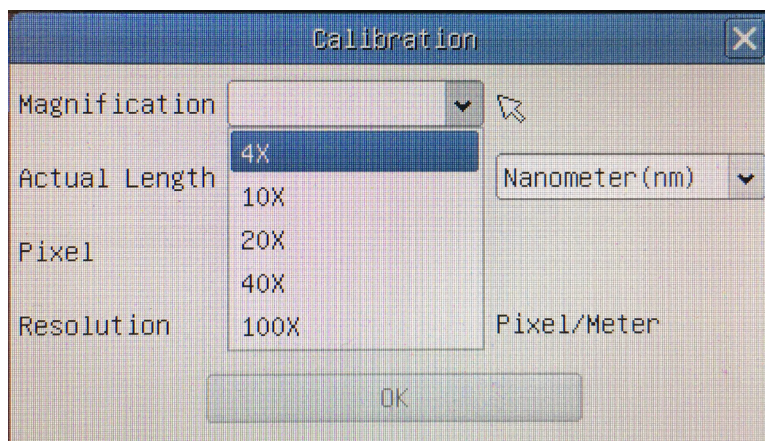 Calibration
Magnification
4X
Actual Length
Nanometer(nm)
10X
Pixel
20X
40X
Resolution
100X
Pixel/Meter
OK